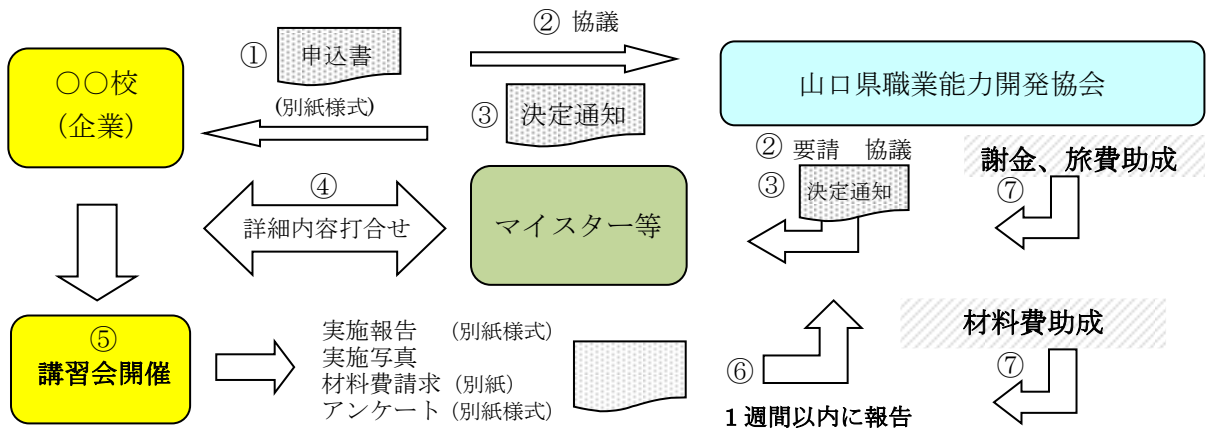 ② 協議
① 申込書
(別紙様式)
③ 決定通知
○○校
(企業)
山口県職業能力開発協会
② 要請 協議
③ 決定通知
謝金、旅費助成
⑦
④
詳細内容打合せ
マイスター等
⑤
講習会開催
実施報告 (別紙様式)
実施写真
材料費請求 (別紙)
アンケート (別紙様式)
⑥
1週間以内に報告
材料費助成
⑦